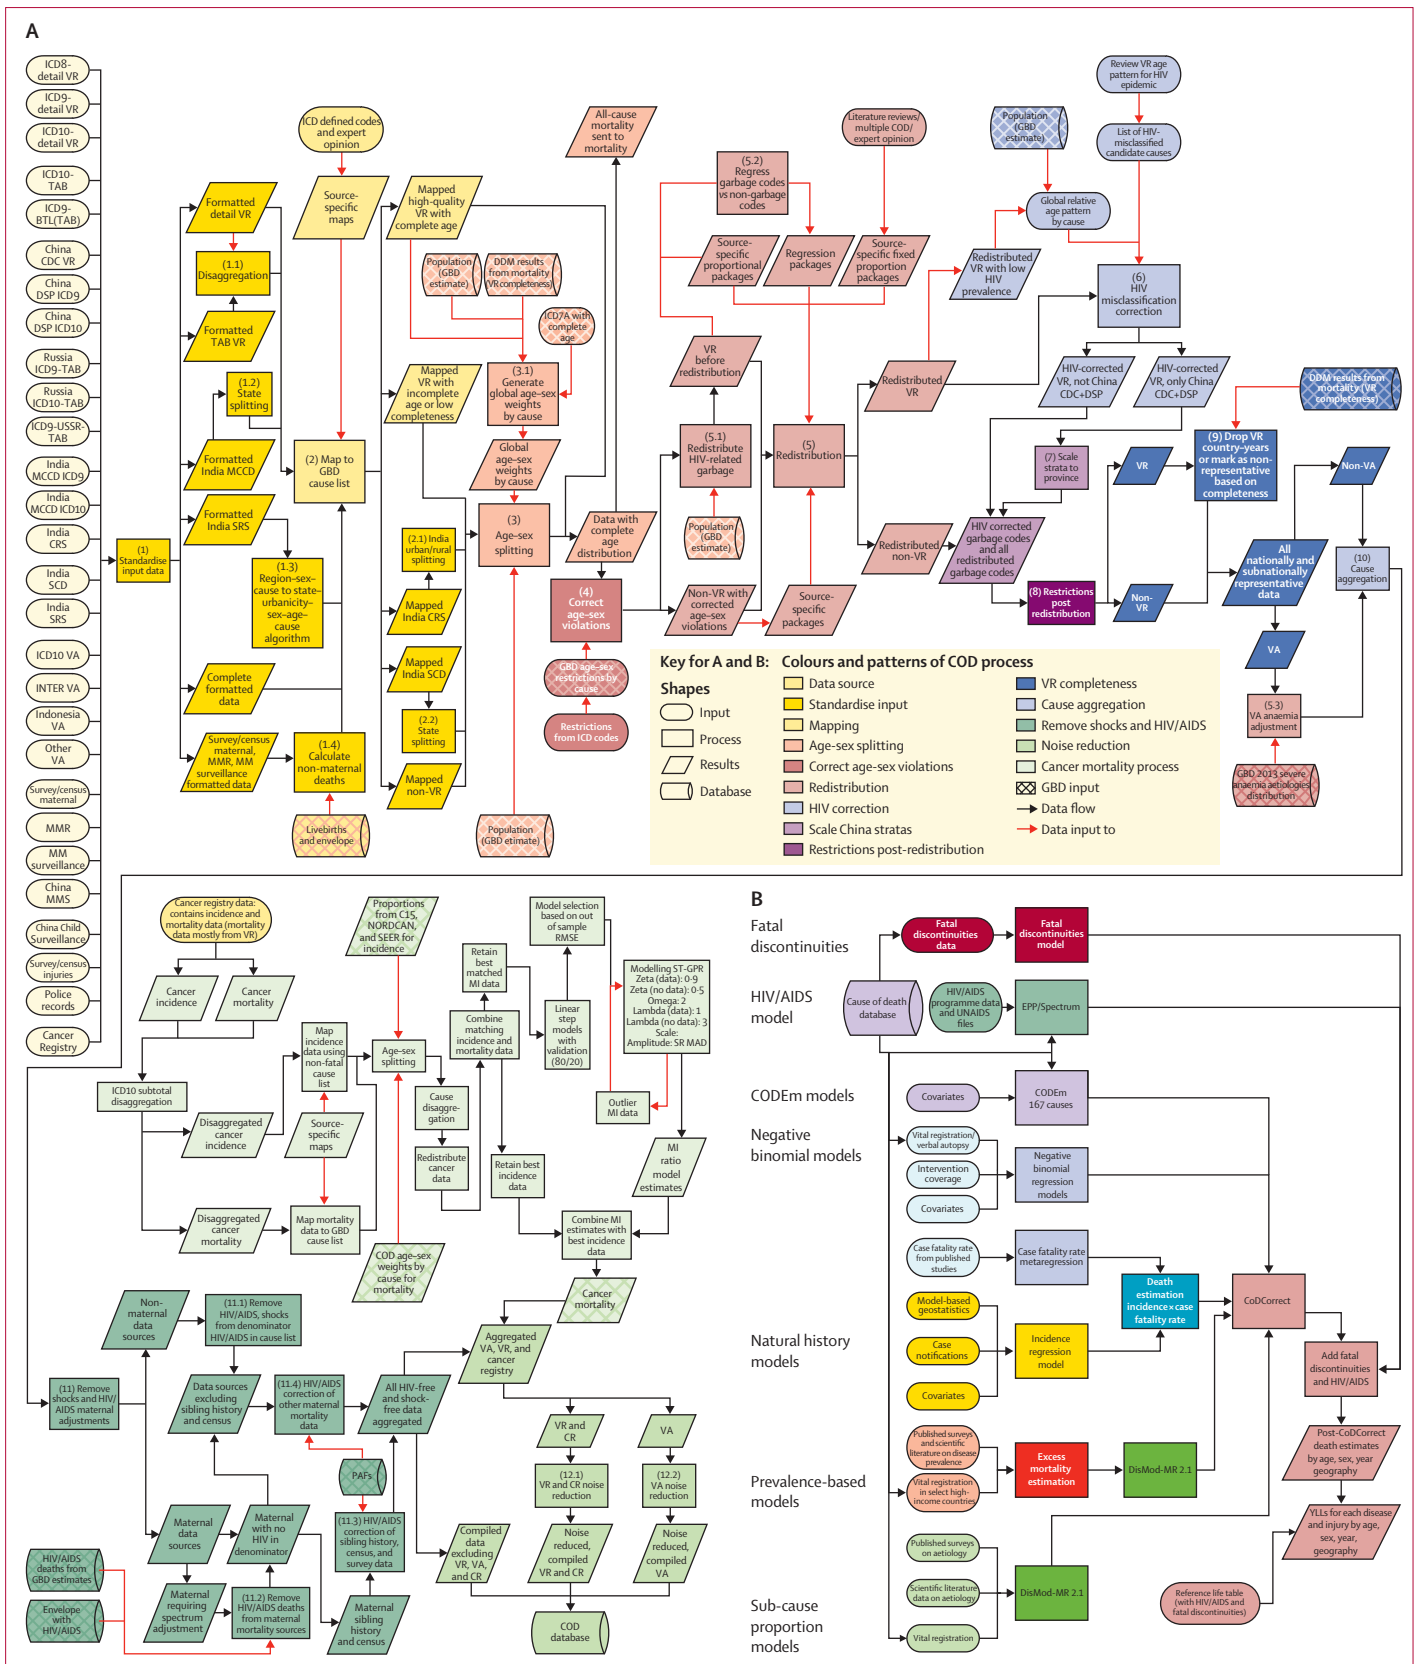 A
ICD8-
detail VR
ICD9-
detail VR
ICD10-
detail VR
ICD10-
TAB
ICD9-
BTL(TAB)
China
CDC VR
China
DSP ICD9
China
DSP ICD10
Russia
ICD9-TAB
Russia
ICD10-TAB
ICD9-USSR-
TAB
India
MCCD ICD9
India
MCCD ICD10
India
CRS
India
SCD
India
SRS
ICD10 VA
INTER VA
Indonesia
VA
Other
VA
Survey/census
maternal
MMR
MM
surveillance
China
MMS
China Child
Surveillance
Survey/census
injuries
Police
records
Cancer
Registry
(1)
Standardise
input data
Formatted
detail VR
(1.1)
Disaggregation
Formatted
TAB VR
(1.2)
State
splitting
Formatted
India MCCD
Formatted
India SRS
(1.3)
Region–sex–
cause to state–
urbanicity–
sex–age–
cause
algorithm
Complete
formatted
data
Survey/census
maternal,
MMR, MM
surveillance
formatted data
(1.4)
Calculate
non-maternal
deaths
Livebirths
and envelope
ICD defined codes
and expert
opinion
Source-
specific
maps
(2) Map to
GBD
cause list
Mapped
high-quality
VR with
complete age
Mapped
VR with
incomplete
age or low
completeness
(2.1) India
urban/rural
splitting
Mapped
India CRS
Mapped
India SCD
(2.2)
State
splitting
Mapped
non-VR
Population
(GBD
estimate)
DDM results
from mortality
(VR completeness)
ICD7A with
complete
age
(3.1)
Generate
global age–sex
weights
by cause
Global
age–sex
weights
by cause
(3)
Age–sex
splitting
Population
(GBD etimate)
All-cause
mortality
sent to
mortality
Data with
complete
age
distribution
(4)
Correct
age–sex
violations
GBD age–sex
restrictions by
cause
Restrictions
from ICD codes
(5.2)
Regress
garbage codes
vs non-garbage
codes
Literature reviews/
multiple COD/
expert opinion
Source-
specific
proportional
packages
Regression
packages
Source-
specific fixed
proportion
packages
VR
before
redistribution
(5.1)
Redistribute
HIV-related
garbage
Population
(GBD
estimate)
Non-VR with
corrected
age–sex
violations
(5)
Redistribution
Source-
specific
packages
Redistributed
VR
Redistributed
non-VR
Redistributed
VR with low
HIV
prevalence
Population
(GBD
estimate)
Global relative
age pattern
by cause
Review VR age
pattern for HIV
epidemic
List of HIV-
misclassified
candidate causes
(6)
HIV
misclassification
correction
HIV-corrected
VR, not China
CDC+DSP
HIV-corrected
VR, only China
CDC+DSP
(7) Scale
strata to
province
HIV corrected
garbage codes
and all
redistributed
garbage codes
(8) Restrictions
post
redistribution
VR
Non-
VR
DDM results from
mortality (VR
completeness)
(9) Drop VR
country-years
or mark as non-
representative
based on
completeness
All
nationally and
subnationally
representative
data
Non-VA
VA
(10)
Cause
aggregation
(5.3)
VA anaemia
adjustment
GBD 2013 severe
anaemia aetiologies
distribution
Key for A and B:
Shapes
Input
Process
Results
Database
Colours and patterns of COD process
Data source
Standardise input
Mapping
Age-sex splitting
Correct age-sex violations
Redistribution
HIV correction
Scale China stratas
Restrictions post-redistribution
VR completeness
Cause aggregation
Remove shocks and HIV/AIDS
Noise reduction
Cancer mortality process
GBD input
Data flow
Data input to
Cancer registry data:
contains incidence and
mortality data (mortality
data mostly from VR)
Cancer
incidence
Cancer
mortality
ICD10 subtotal
disaggregation
Disaggregated
cancer
incidence
Disaggregated
cancer
mortality
Map
incidence
data using
non-fatal
cause
list
Source-
specific
maps
Map mortality
data to GBD
cause list
Proportions
from C15,
NORDCAN,
and SEER for
incidence
Age–sex
splitting
COD age–sex
weights by
cause for
mortality
Cause
disaggre-
gation
Redistribute
cancer
data
Retain
best
matched
MI data
Combine
matching
incidence and
mortality data
Retain best
incidence
data
Model selection
based on out
of sample
RMSE
Linear
step
models
with
validation
(80/20)
Modelling ST-GPR
Zeta (data): 0·9
Zeta (no data): 0·5
Omega: 2
Lambda (data): 1
Lambda (no data): 3
Scale:
Amplitude: SR MAD
Outlier
MI data
MI
ratio
model
estimates
Combine MI
estimates with
best incidence
data
Cancer
mortality
Non-
maternal
data
sources
(11.1) Remove
HIV/AIDS, shocks
from denominator
HIV/AIDS in cause list
(11) Remove
shocks and HIV/
AIDS maternal
adjustments
Data sources
excluding
sibling history
and census
(11.4) HIV/AIDS
correction of
other maternal
mortality
data
All HIV-free
and shock-
free data
aggregated
PAFs
(11.3) HIV/AIDS
correction of
sibling history,
census, and
survey data
Maternal
data
sources
Maternal
with no
HIV in
denominator
HIV/AIDS
deaths from
GBD estimates
Envelope
with
HIV/AIDS
Maternal
requiring
spectrum
adjustment
(11.2) Remove
HIV/AIDS deaths
from maternal
mortality sources
Maternal
sibling
history
and census
Aggregated
VA, VR, and
cancer
registry
VR and
CR
VA
(12.1)
VR and CR noise
reduction
(12.2)
VA noise
reduction
Compiled
data
excluding
VR, VA,
and CR
Noise
reduced,
compiled
VR and CR
Noise
reduced,
compiled
VA
COD
database
B
Fatal
discontinuities
Fatal
discontinuities
data
Fatal
discontinuities
model
HIV/AIDS
model
Cause of death
database
HIV/AIDS
programme data
and UNAIDS
files
EPP/Spectrum
CODEm models
Covariates
CODEm
167 causes
Negative
binomial models
Vital registration/
verbal autopsy
Intervention
coverage
Covariates
Negative
binomial
regression
models
Case fatality rate
from published
studies
Case fatality rate
metaregression
Natural history
models
Model-based
geostatistics
Case
notifications
Covariates
Incidence
regression
model
Death
estimation
incidence×case
fatality rate
CoDCorrect
Add fatal
discontinuities
and HIV/AIDS
Prevalence-based
models
Published surveys
and scientific
literature on disease
prevalence
Vital registration
in select high-
income countries
Excess
mortality
estimation
DisMod-MR 2.1
Post-CoDCorrect
death estimates
by age, sex, year
geography
YLLs for each disease
and injury by age,
sex, year,
geography
Sub-cause
proportion
models
Published surveys
on aetiology
Scientific literature
data on aetiology
Vital registration
DisMod-MR 2.1
Reference life table
(with HIV/AIDS and
fatal discontinuities)